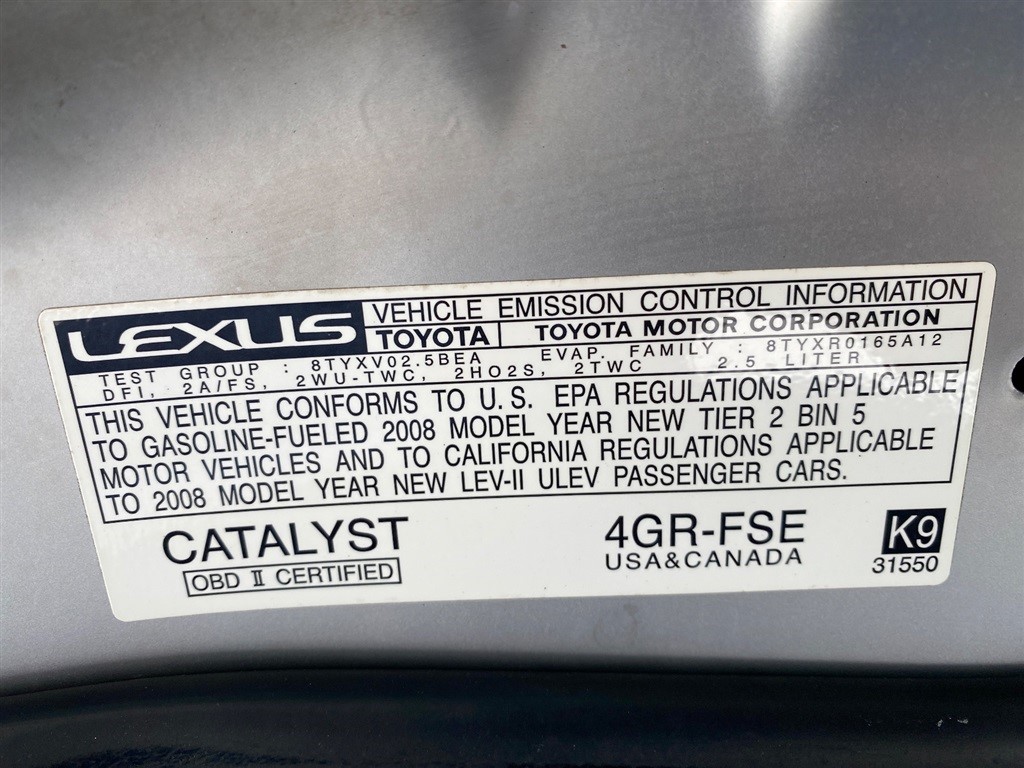 LEXUS
VEHICLE EMISSION CONTROL INFORMATION
TOYOTA TOYOTA MOTOR CORPORATION
TEST GROUP : 8TYXV02.5BEA EVAP. FAMILY : 8TYXR0165A12
DFI, 2A/FS, 2WU-TWC, 2HO2S, 2TWC 2.5 LITER
THIS VEHICLE CONFORMS TO U.S. EPA REGULATIONS APPLICABLE
TO GASOLINE-FUELED 2008 MODEL YEAR NEW TIER 2 BIN 5
MOTOR VEHICLES AND TO CALIFORNIA REGULATIONS APPLICABLE
TO 2008 MODEL YEAR NEW LEV-II ULEV PASSENGER CARS.
CATALYST
OBD II CERTIFIED
4GR-FSE
USA&CANADA
K9
31550